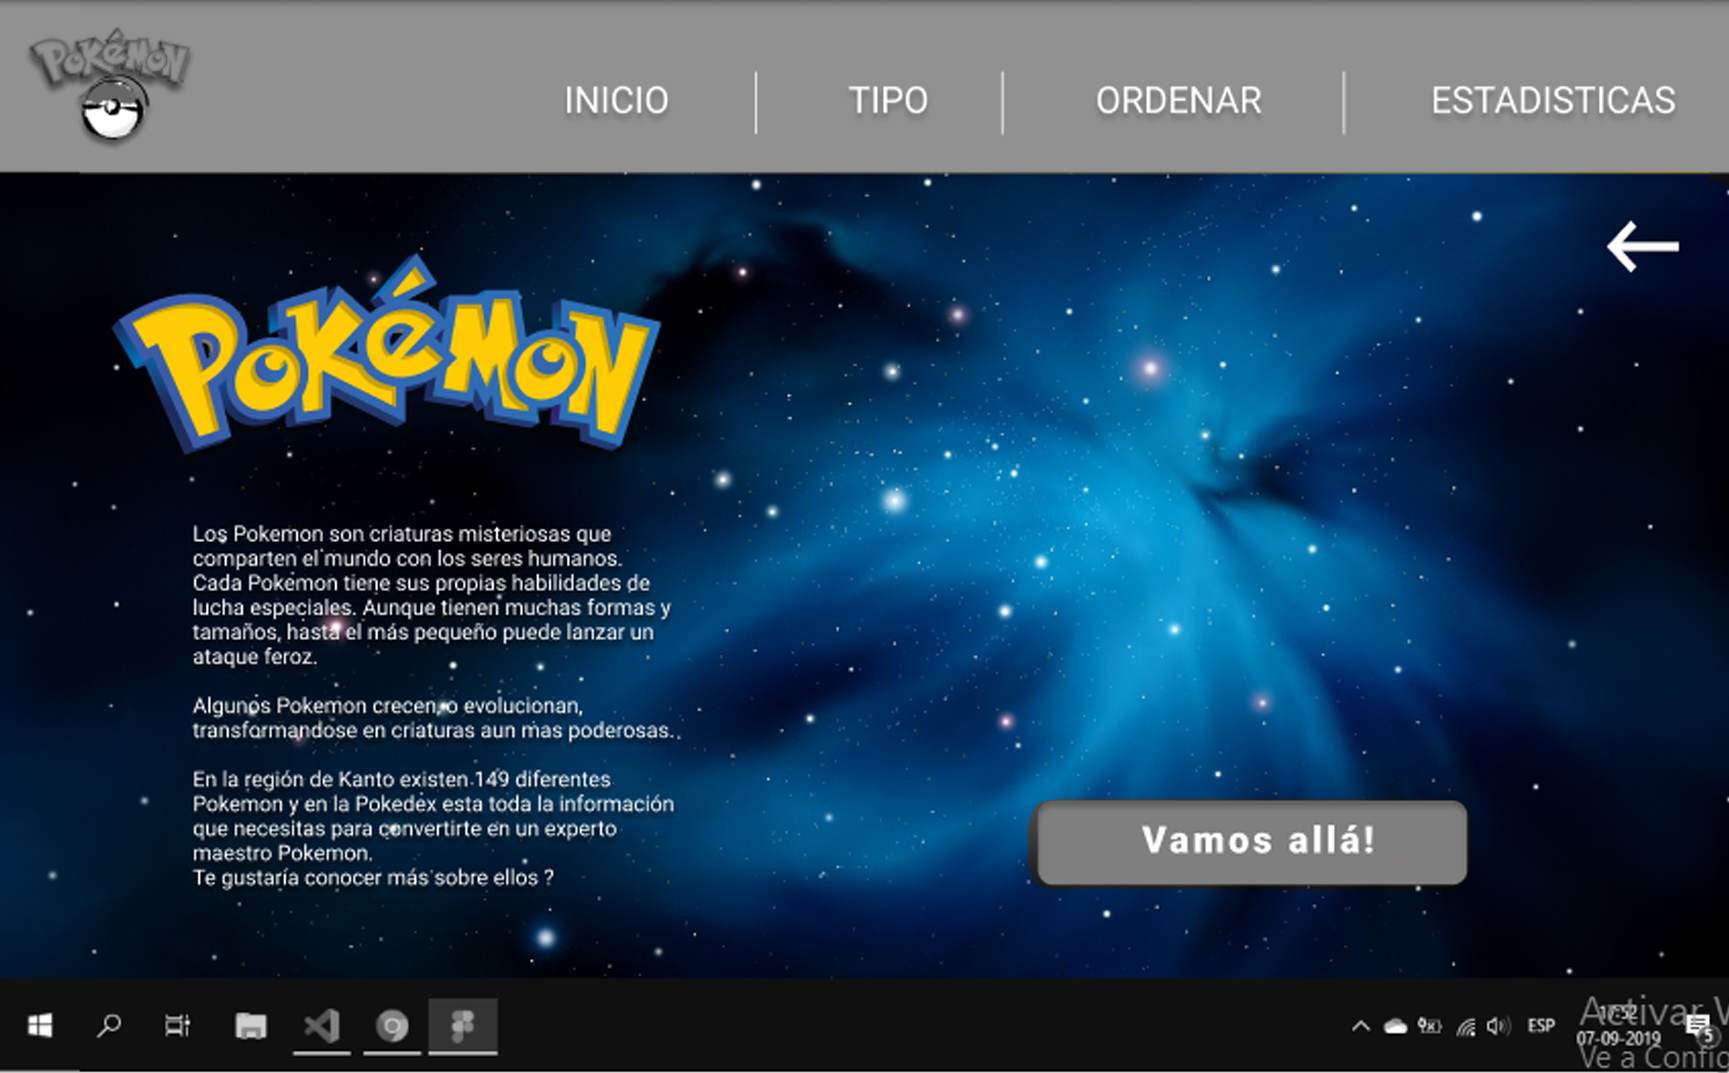 POKéMON
INICIO
TIPO
ORDENAR
ESTADISTICAS
POKéMON
Los Pokemon son criaturas misteriosas que
comparten el mundo con los seres humanos.
Cada Pokemon tiene sus propias habilidades de
lucha especiales. Aunque tienen muchas formas y
tamaños, hasta el más pequeño puede lanzar un
ataque feroz.
Algunos Pokemon crecen, o evolucionan,
transformandose en criaturas aun mas poderosas.
En la región de Kanto existen 149 diferentes
Pokemon y en la Pokedex esta toda la información
que necesitas para convertirte en un experto
maestro Pokemon.
Te gustaría conocer más sobre ellos ?
Vamos allá!
ESP
Activar
17:52
07-09-2019
5
Ve a